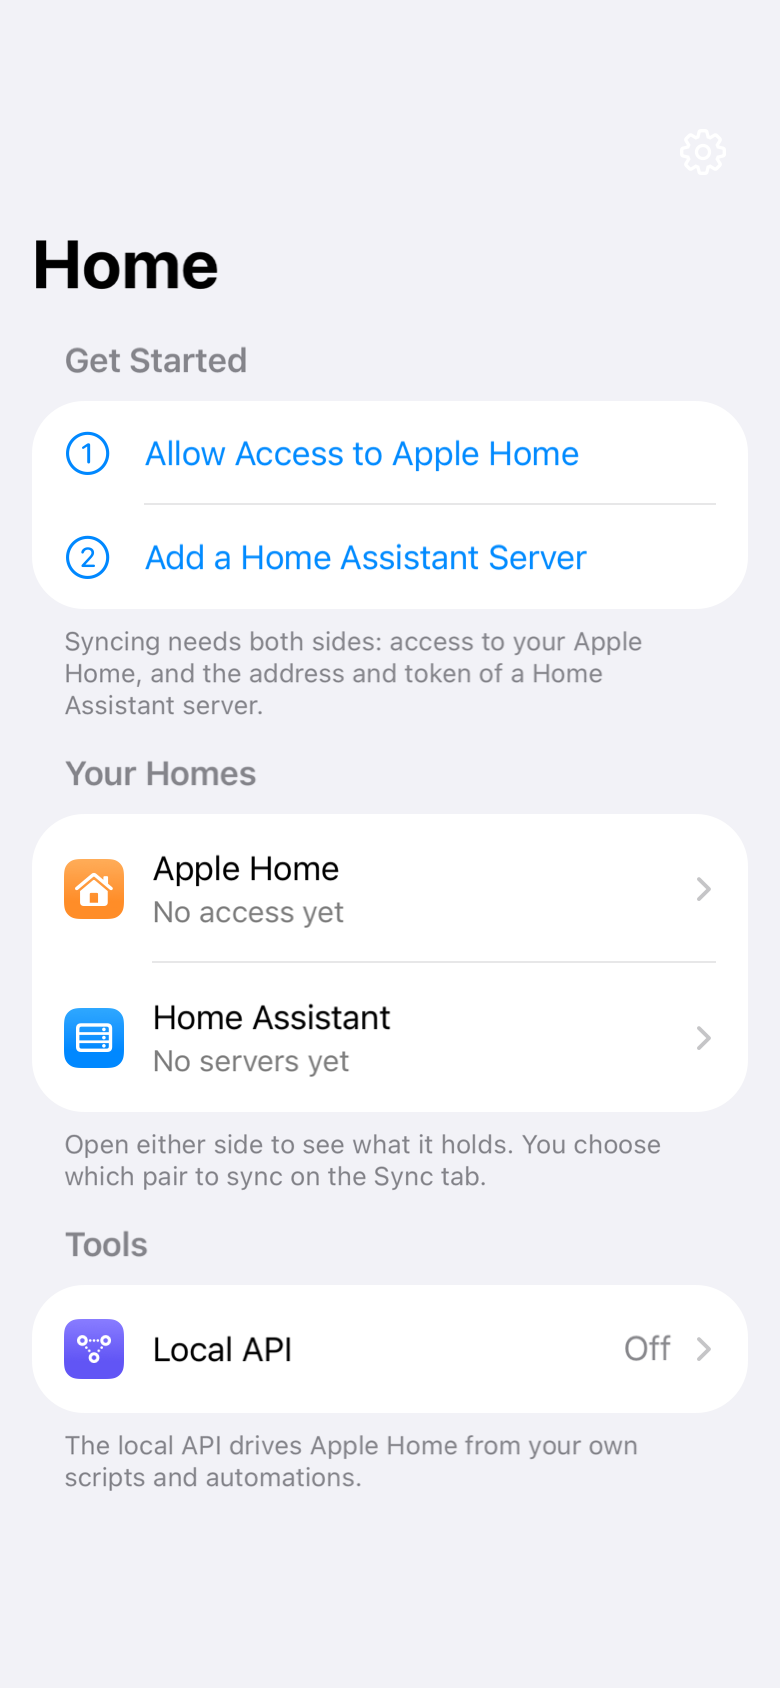 Home
Get Started
1 Allow Access to Apple Home
2 Add a Home Assistant Server
Syncing needs both sides: access to your Apple
Home, and the address and token of a Home
Assistant server.
Your Homes
Apple Home
No access yet
Home Assistant
No servers yet
Open either side to see what it holds. You choose
which pair to sync on the Sync tab.
Tools
Local API Off
The local API drives Apple Home from your own
scripts and automations.